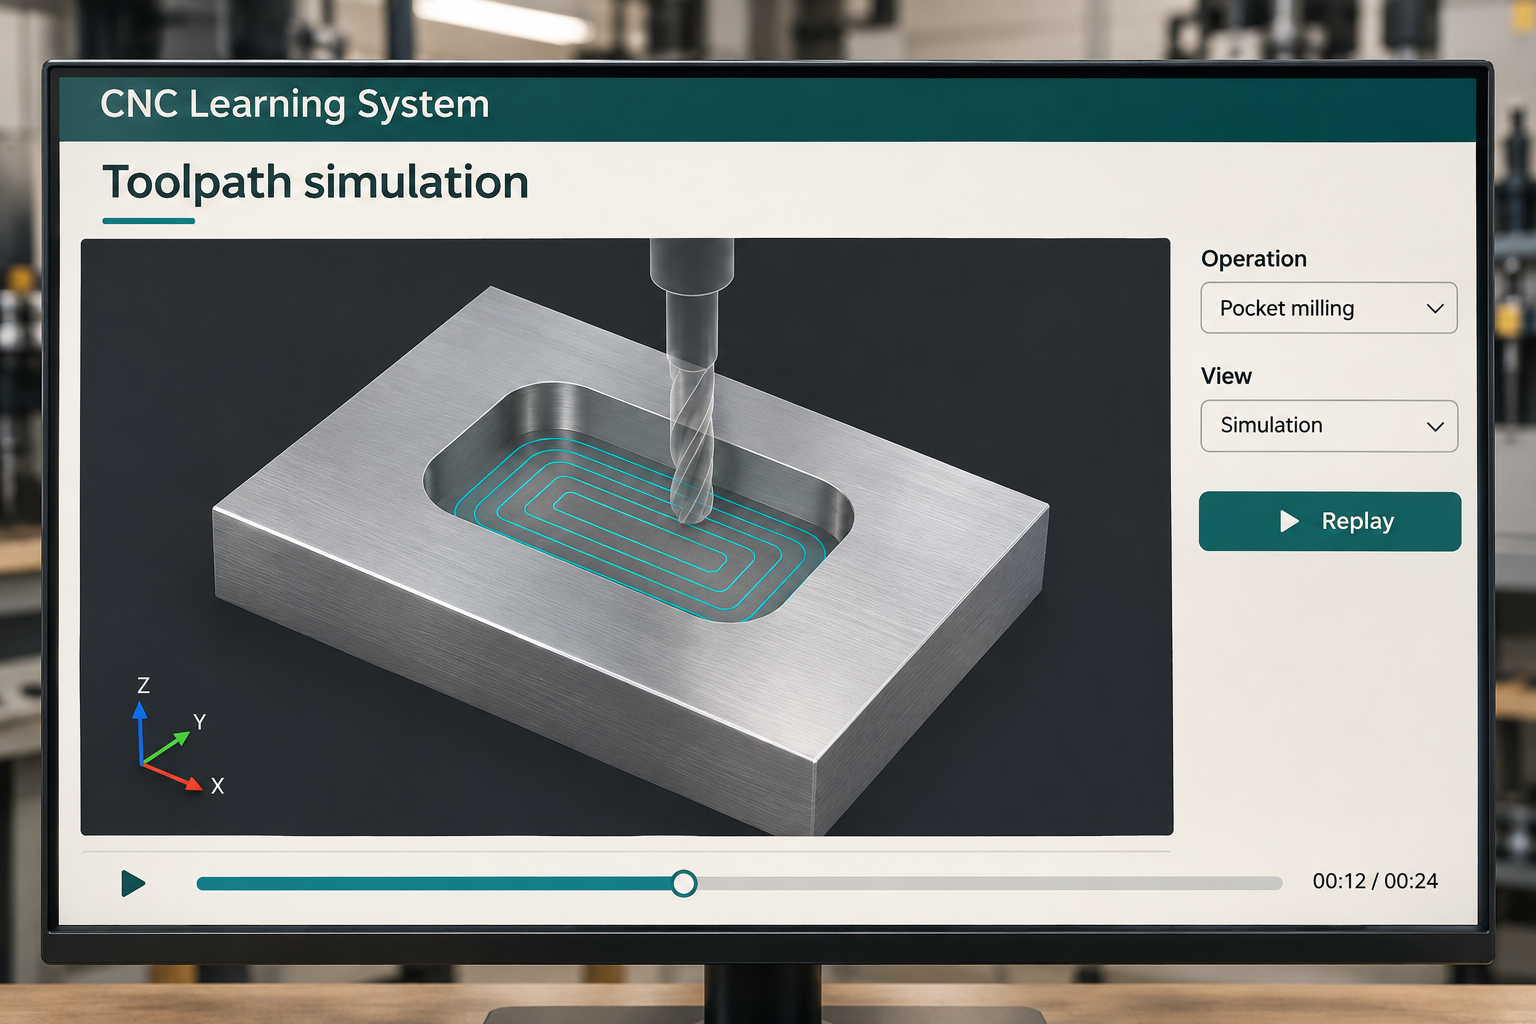 CNC Learning System
Toolpath simulation
Operation
Pocket milling
View
Simulation
Replay
Z
Y
X
00:12 / 00:24